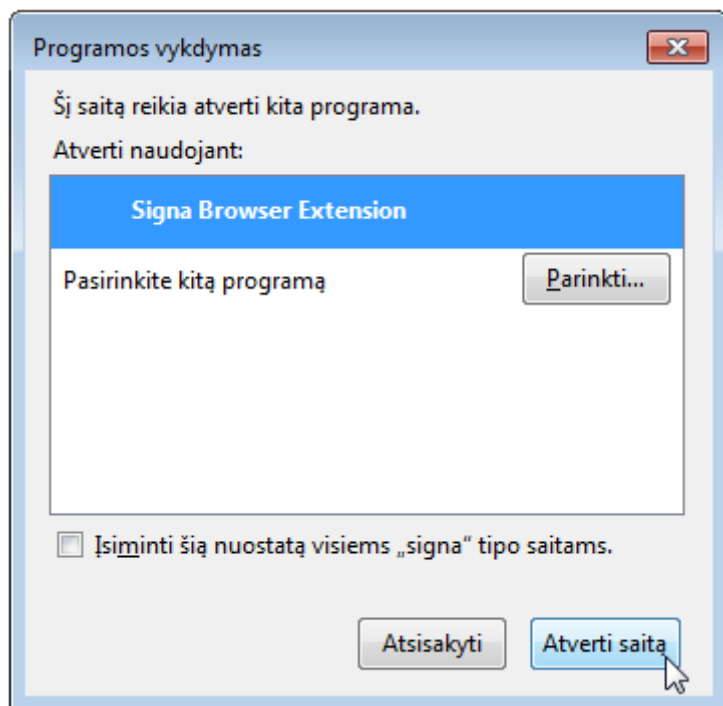 Programos vykdymas
Šį saitą reikia atverti kita programa.
Atverti naudojant:
Signa Browser Extension
Pasirinkite kitą programą
Parinkti...
Įsiminti šią nuostatą visiems „signa“ tipo saitams.
Atsisakyti
Atverti saitą